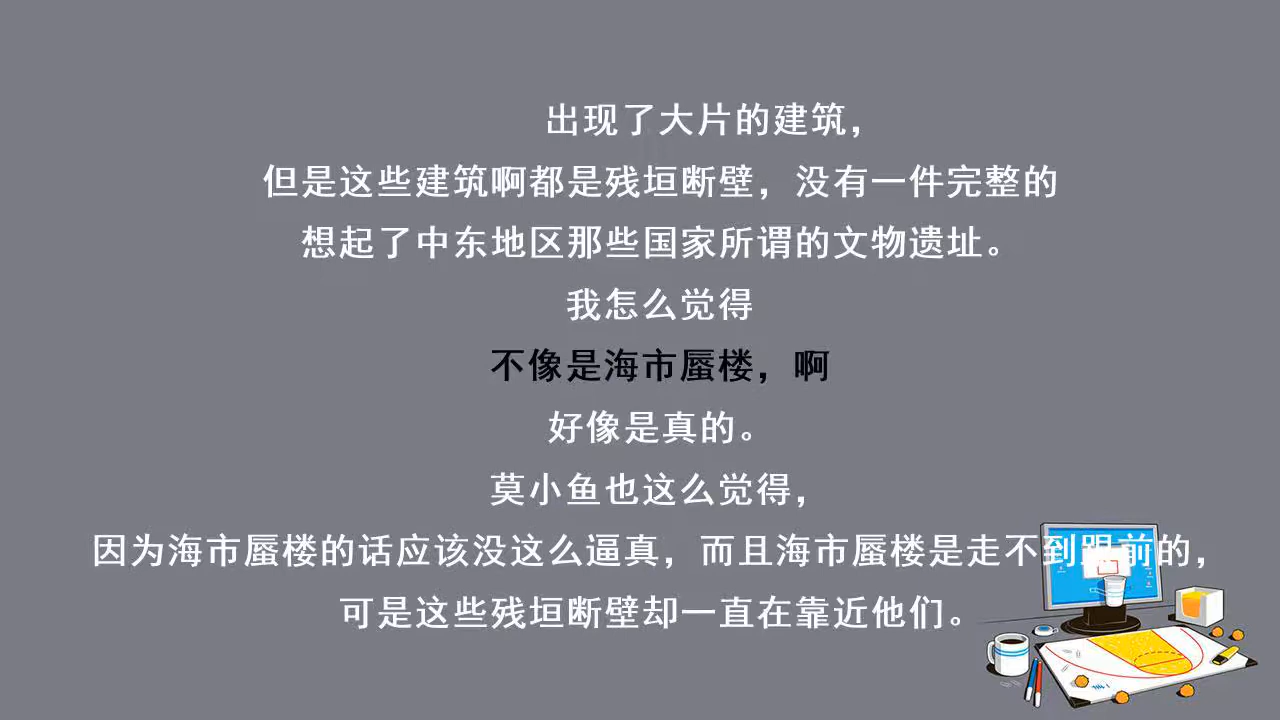 出现了大片的建筑，
但是这些建筑啊都是残垣断壁，没有一件完整的
想起了中东地区那些国家所谓的文物遗址。
我怎么觉得
不像是海市蜃楼，啊
好像是真的。
莫小鱼也这么觉得，
因为海市蜃楼的话应该没这么逼真，而且海市蜃楼是走不到跟前的，
可是这些残垣断壁却一直在靠近他们。